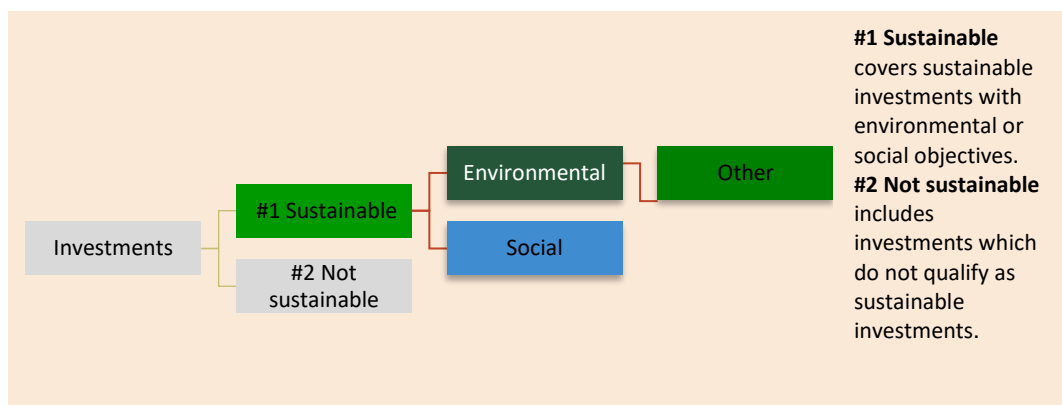 Investments
#1 Sustainable
#2 Not
sustainable
Environmental
Social
Other
#1 Sustainable
covers sustainable
investments with
environmental or
social objectives.
#2 Not sustainable
includes
investments which
do not qualify as
sustainable
investments.